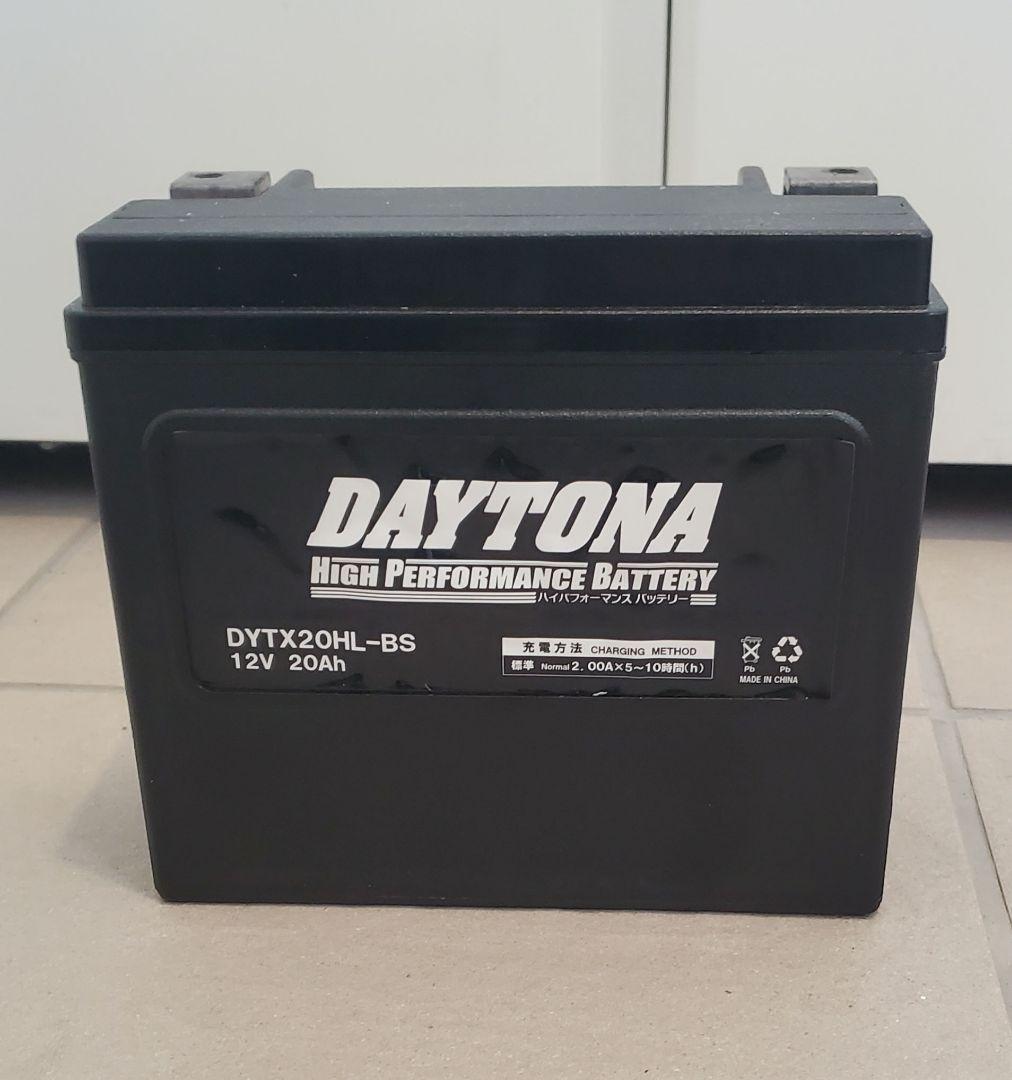 DAYTONA
HIGH PERFORMANCE BATTERY
ハイパフォーマンス バッテリー
DYTX20HL-BS
12V 20Ah
充電方法 CHARGING METHOD
標準 Normal 2.00A×5～10時間(h)
Pb Pb
MADE IN CHINA